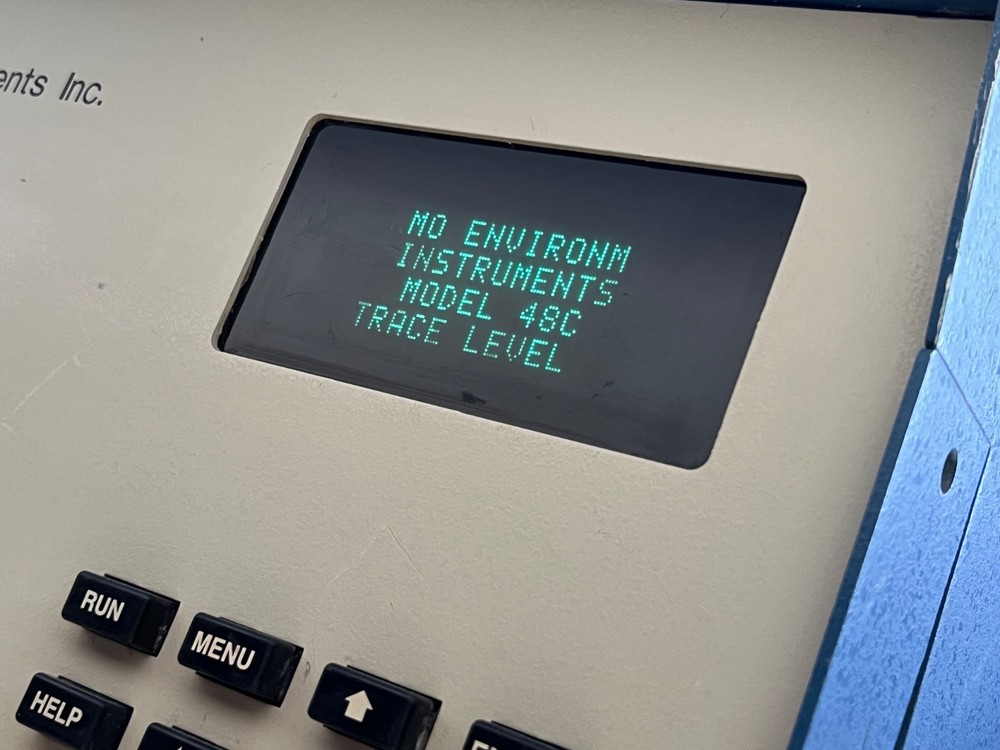 ents Inc.
MO ENVIRONM
INSTRUMENTS
MODEL 48C
TRACE LEVEL
RUN
MENU
HELP